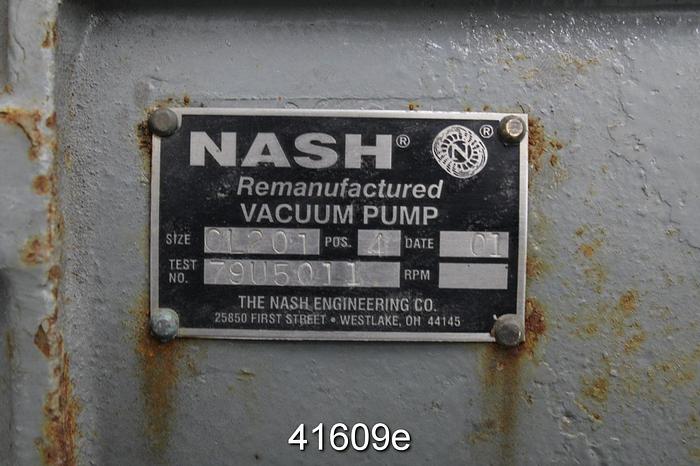 NASH® ®
N
Remanufactured
VACUUM PUMP
SIZE CL201 POS. 4 DATE 01
TEST NO. 79U5011 RPM
THE NASH ENGINEERING CO.
25850 FIRST STREET • WESTLAKE, OH 44145
41609e